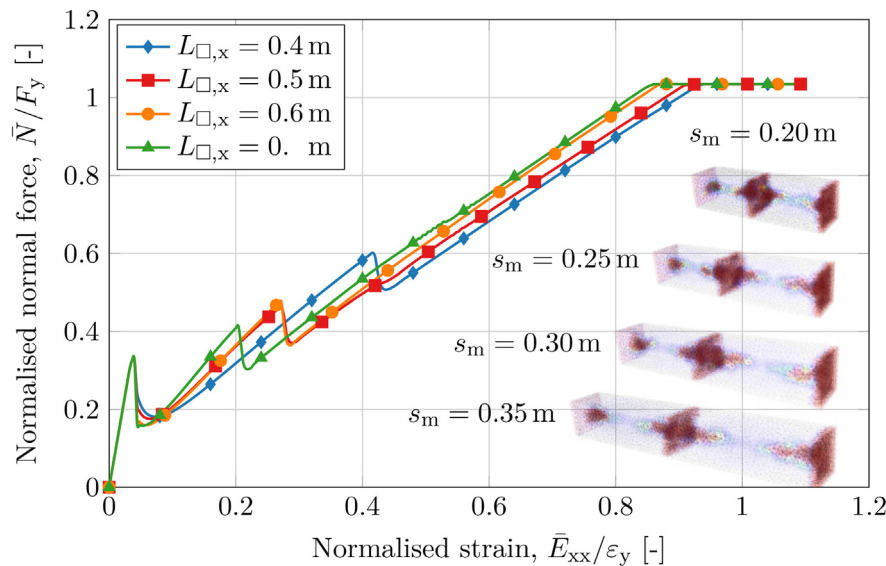 Normalised normal force, N̄/F_y [-]
1.2
1
0.8
0.6
0.4
0.2
0
0
0.2
0.4
0.6
0.8
1
1.2
Normalised strain, Ē_xx/ε_y [-]
L_□,x = 0.4 m
L_□,x = 0.5 m
L_□,x = 0.6 m
L_□,x = 0. m
s_m = 0.20 m
s_m = 0.25 m
s_m = 0.30 m
s_m = 0.35 m